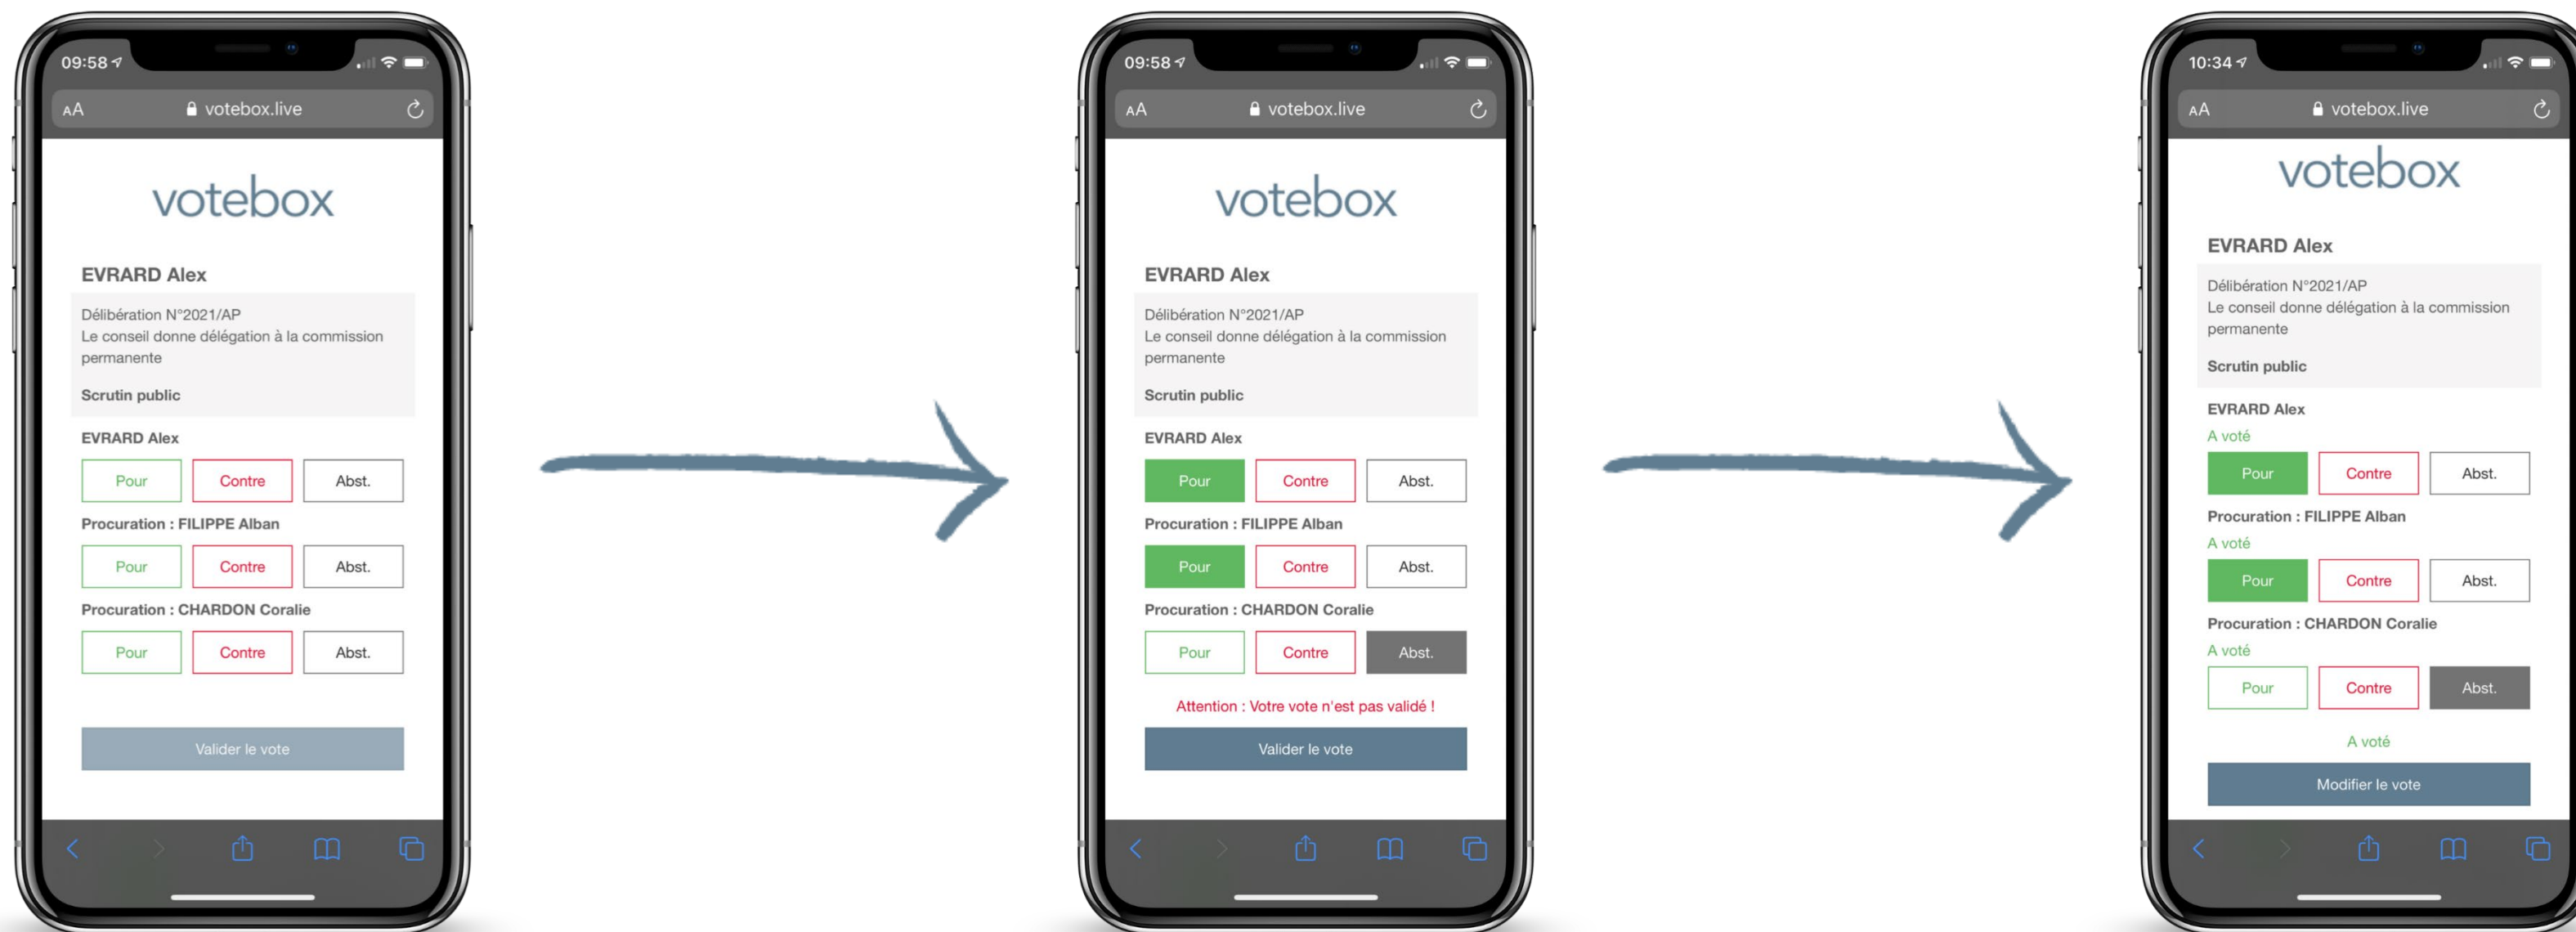 09:58
AA votebox.live
votebox
EVRARD Alex
Délibération N°2021/AP
Le conseil donne délégation à la commission
permanente
Scrutin public
EVRARD Alex
Pour Contre Abst.
Procuration : FILIPPE Alban
Pour Contre Abst.
Procuration : CHARDON Coralie
Pour Contre Abst.
Valider le vote
09:58
AA votebox.live
votebox
EVRARD Alex
Délibération N°2021/AP
Le conseil donne délégation à la commission
permanente
Scrutin public
EVRARD Alex
Pour Contre Abst.
Procuration : FILIPPE Alban
Pour Contre Abst.
Procuration : CHARDON Coralie
Pour Contre Abst.
Attention : Votre vote n'est pas validé !
Valider le vote
10:34
AA votebox.live
votebox
EVRARD Alex
Délibération N°2021/AP
Le conseil donne délégation à la commission
permanente
Scrutin public
EVRARD Alex
A voté
Pour Contre Abst.
Procuration : FILIPPE Alban
A voté
Pour Contre Abst.
Procuration : CHARDON Coralie
A voté
Pour Contre Abst.
A voté
Modifier le vote